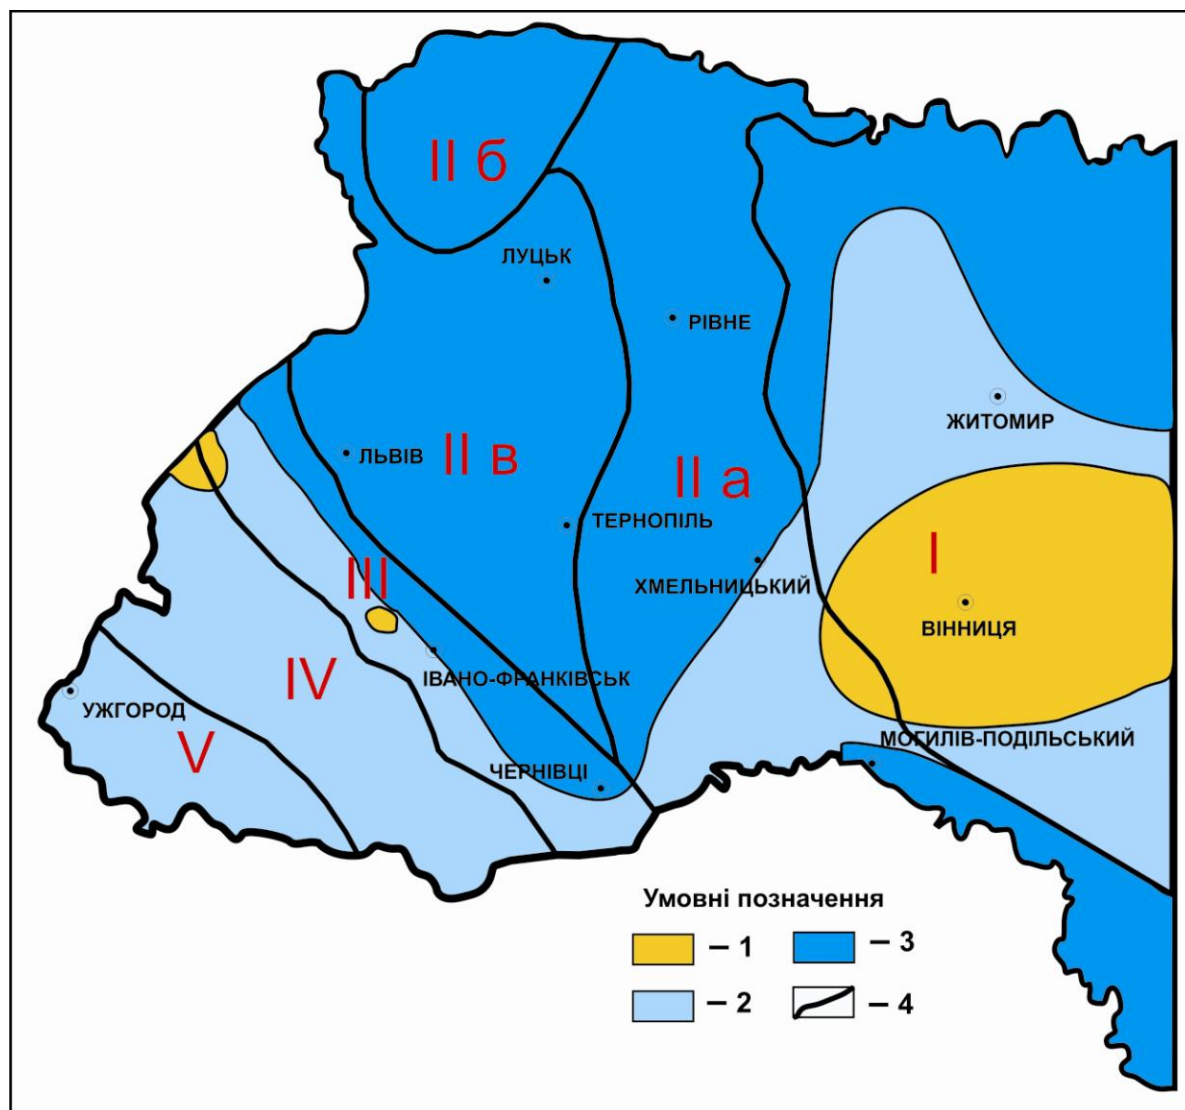 II б
ЛУЦЬК
РІВНЕ
ЖИТОМИР
ЛЬВІВ
II в
II а
ТЕРНОПІЛЬ
I
III
ХМЕЛЬНИЦЬКИЙ
ВІННИЦЯ
IV
ІВАНО-ФРАНКІВСЬК
УЖГОРОД
V
МОГИЛІВ-ПОДІЛЬСЬКИЙ
ЧЕРНІВЦІ
Умовні позначення
– 1
– 3
– 2
– 4